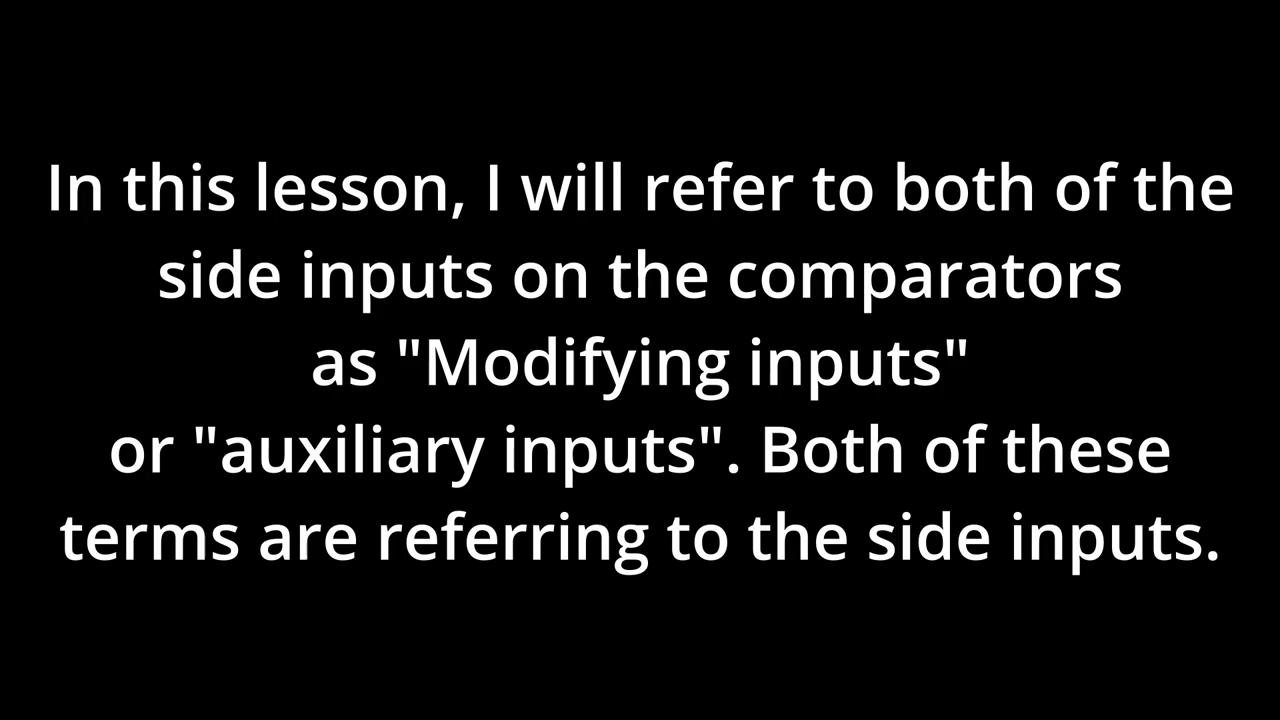 In this lesson, I will refer to both of the
side inputs on the comparators
as "Modifying inputs"
or "auxiliary inputs". Both of these
terms are referring to the side inputs.